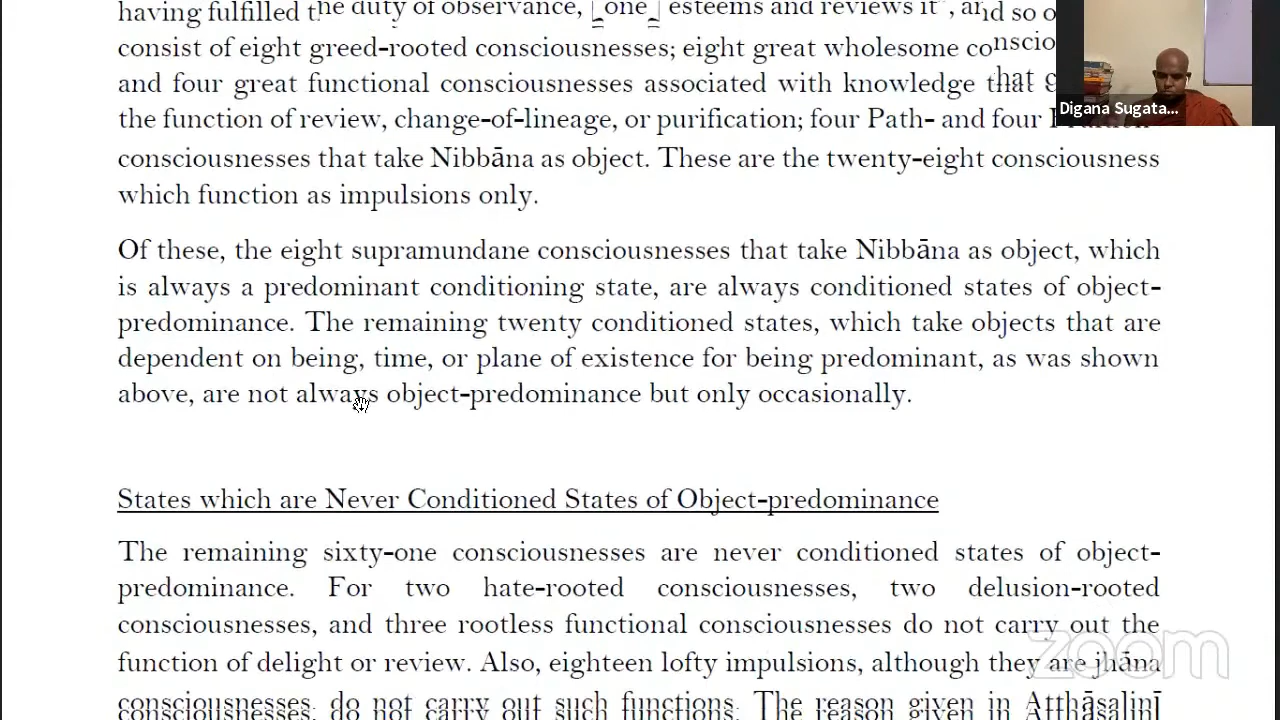 having fulfilled the duty of observance, [one] esteems and reviews it", and so o
consist of eight greed-rooted consciousnesses; eight great wholesome conscio
and four great functional consciousnesses associated with knowledge that
the function of review, change-of-lineage, or purification; four Path- and four
consciousnesses that take Nibbāna as object. These are the twenty-eight consciousness
which function as impulsions only.
Of these, the eight supramundane consciousnesses that take Nibbāna as object, which
is always a predominant conditioning state, are always conditioned states of object-
predominance. The remaining twenty conditioned states, which take objects that are
dependent on being, time, or plane of existence for being predominant, as was shown
above, are not always object-predominance but only occasionally.
States which are Never Conditioned States of Object-predominance
The remaining sixty-one consciousnesses are never conditioned states of object-
predominance. For two hate-rooted consciousnesses, two delusion-rooted
consciousnesses, and three rootless functional consciousnesses do not carry out the
function of delight or review. Also, eighteen lofty impulsions, although they are jhāna
consciousnesses, do not carry out such functions. The reason given in Aṭṭhāsalinī
Digana Sugata...
zoom